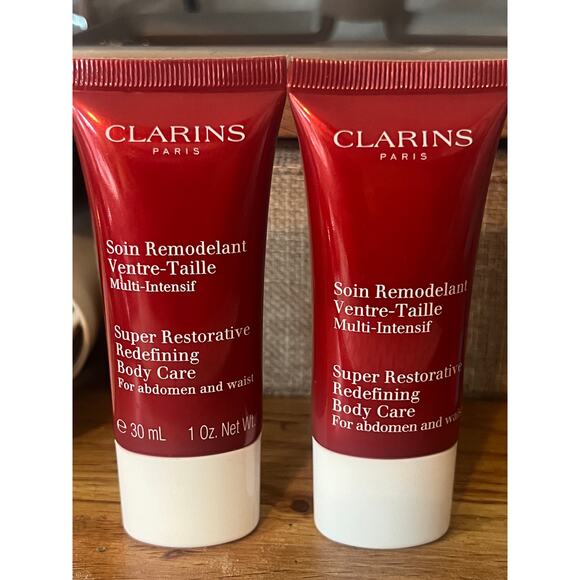 CLARINS
PARIS
Soin Remodelant
Ventre-Taille
Multi-Intensif
Super Restorative
Redefining
Body Care
For abdomen and waist
℮ 30 mL 1 Oz. Net Wt.
CLARINS
PARIS
Soin Remodelant
Ventre-Taille
Multi-Intensif
Super Restorative
Redefining
Body Care
For abdomen and waist